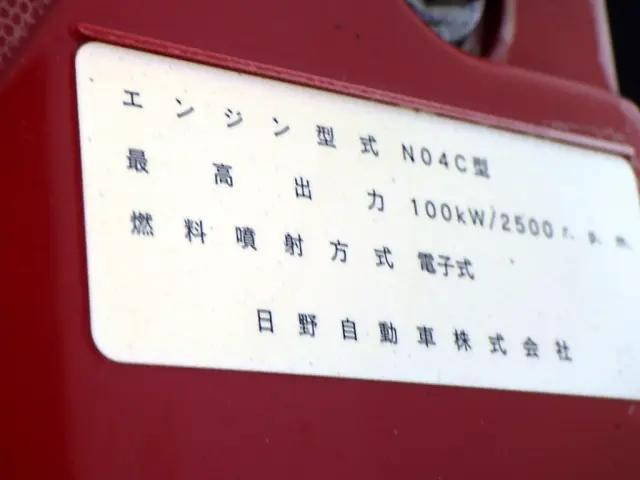 エンジン型式 N04C型
最高出力 100kW/2500r.p.m.
燃料噴射方式 電子式
日野自動車株式会社